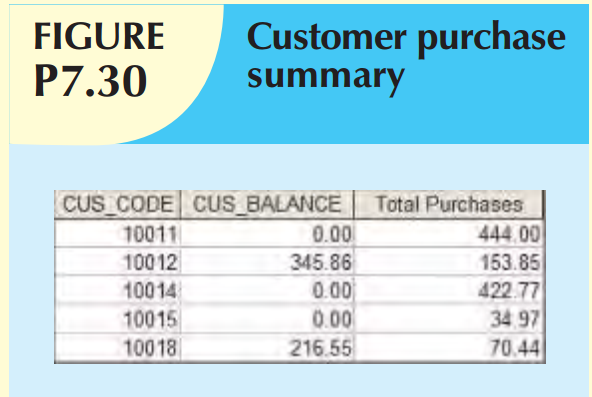 FIGURE
P7.30
Customer purchase
summary
CUS_CODE CUS_BALANCE Total Purchases
10011 0.00 444.00
10012 345.86 153.85
10014 0.00 422.77
10015 0.00 34.97
10018 216.55 70.44